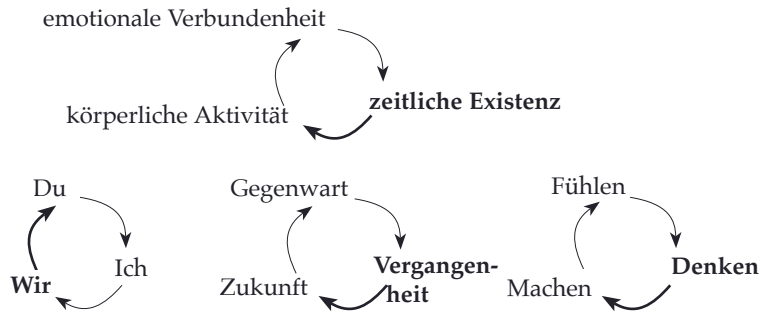 emotionale Verbundenheit
zeitliche Existenz
körperliche Aktivität
Du
Ich
Wir
Gegenwart
Vergangen-
heit
Zukunft
Fühlen
Denken
Machen